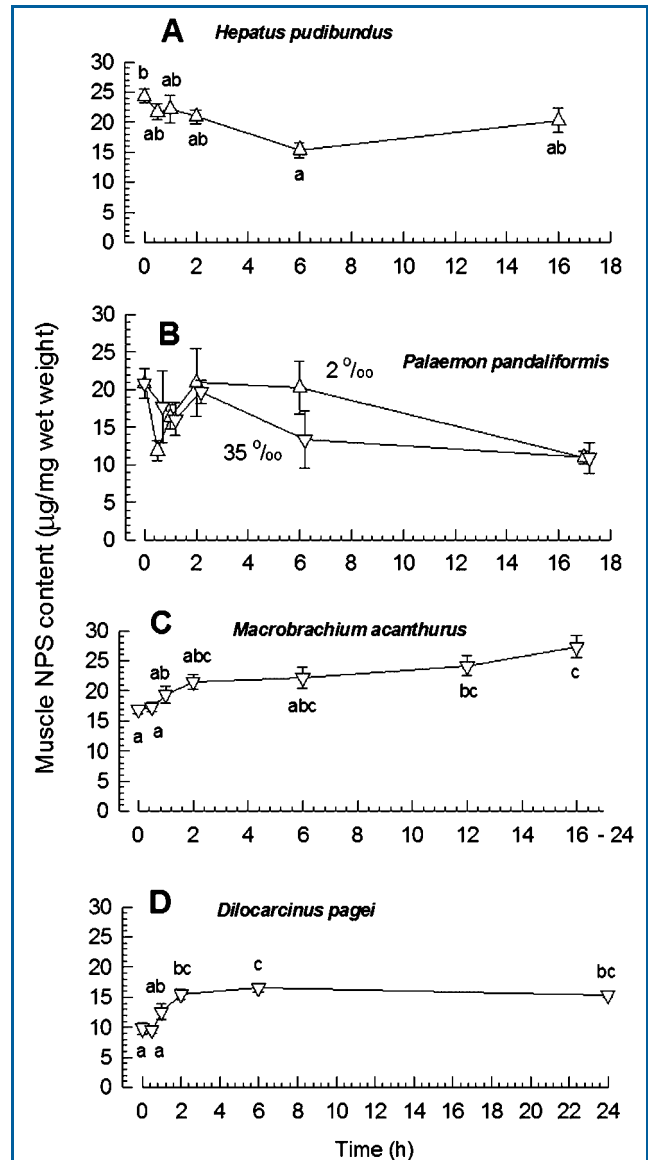 A Hepatus pudibundus
30
25
20
15
10
5
0
b
ab
ab
ab
a
ab
0 2 4 6 8 10 12 14 16 18
B
Palaemon pandaliformis
30
25
20
15
10
5
0
2 º/oo
35 º/oo
0 2 4 6 8 10 12 14 16 18
Muscle NPS content (µg/mg wet weight)
C Macrobrachium acanthurus
30
25
20
15
10
5
0
a
a
ab
abc
abc
bc
c
0 2 4 6 8 10 12 14 16 - 24
D Dilocarcinus pagei
30
25
20
15
10
5
0
a
a
ab
bc
c
bc
0 2 4 6 8 10 12 14 16 18 20 22 24
Time (h)